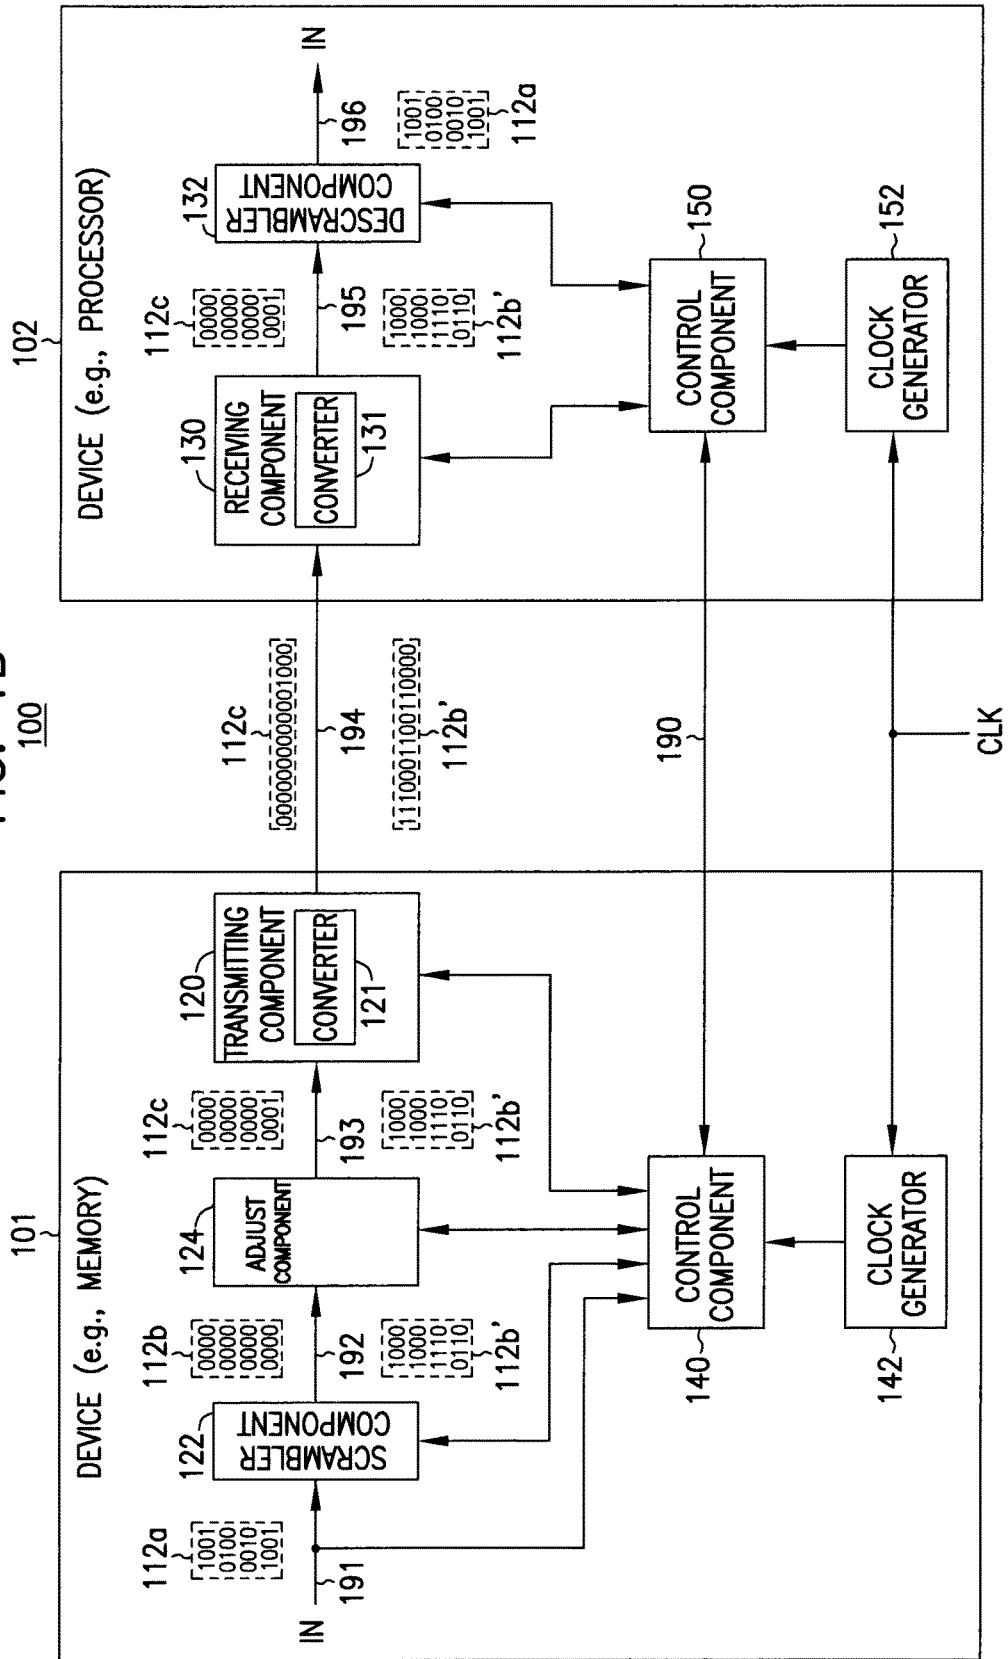 100
101
DEVICE (e.g., MEMORY)
112a
1001
0100
0010
1001
IN
191
122
SCRAMBLER
COMPONENT
112b
0000
0000
0000
0000
192
1000
1000
1110
0110
112b'
124
ADJUST
COMPONENT
112c
0000
0000
0000
0001
193
1000
1000
1110
0110
112b'
120
TRANSMITTING
COMPONENT
CONVERTER
121
140
CONTROL
COMPONENT
142
CLOCK
GENERATOR
112c
0000000000001000
194
1110001100110000
112b'
190
CLK
102
DEVICE (e.g., PROCESSOR)
130
RECEIVING
COMPONENT
CONVERTER
131
112c
0000
0000
0000
0001
195
1000
1000
1110
0110
112b'
132
DESCRAMBLER
COMPONENT
IN
196
1001
0100
0010
1001
112a
CONTROL
COMPONENT
150
CLOCK
GENERATOR
152